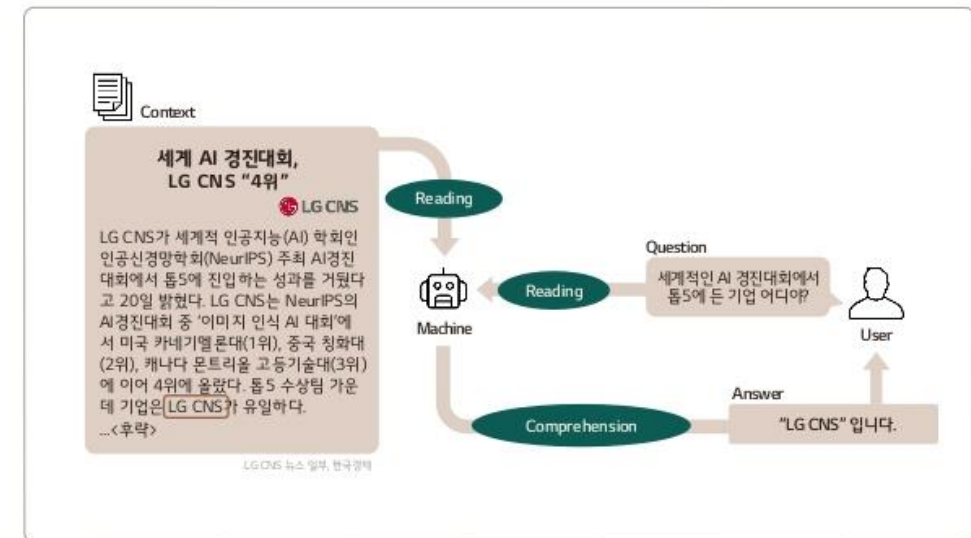 Context
세계 AI 경진대회,
LG CNS “4위”
LG CNS
LG CNS가 세계적 인공지능(AI) 학회인
인공신경망학회(NeurIPS) 주최 AI경진
대회에서 톱5에 진입하는 성과를 거뒀다
고 20일 밝혔다. LG CNS는 NeurIPS의
AI경진대회 중 ‘이미지 인식 AI 대회’에
서 미국 카네기멜론대(1위), 중국 칭화대
(2위), 캐나다 몬트리올 고등기술대(3위)
에 이어 4위에 올랐다. 톱5 수상팀 가운
데 기업은 LG CNS가 유일하다.
...<후략>
LG CNS 뉴스 일부, 한국경제
Reading
Machine
Reading
Question
세계적인 AI 경진대회에서
톱5에 든 기업 어디야?
User
Comprehension
Answer
“LG CNS” 입니다.